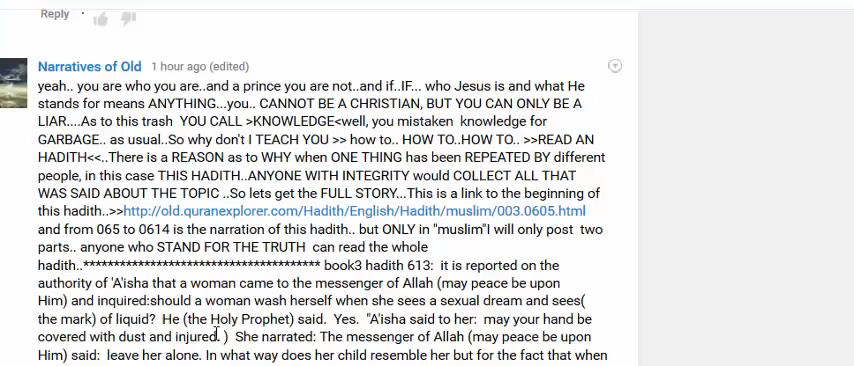 Reply ·
Narratives of Old 1 hour ago (edited)
yeah.. you are who you are..and a prince you are not..and if..IF... who Jesus is and what He
stands for means ANYTHING...you.. CANNOT BE A CHRISTIAN, BUT YOU CAN ONLY BE A
LIAR....As to this trash YOU CALL >KNOWLEDGE<well, you mistaken knowledge for
GARBAGE.. as usual..So why don't I TEACH YOU >> how to.. HOW TO..HOW TO.. >>READ AN
HADITH<<..There is a REASON as to WHY when ONE THING has been REPEATED BY different
people, in this case THIS HADITH..ANYONE WITH INTEGRITY would COLLECT ALL THAT
WAS SAID ABOUT THE TOPIC ..So lets get the FULL STORY...This is a link to the beginning of
this hadith..>>http://old.quranexplorer.com/Hadith/English/Hadith/muslim/003.0605.html
and from 065 to 0614 is the narration of this hadith.. but ONLY in "muslim"I will only post two
parts.. anyone who STAND FOR THE TRUTH can read the whole
hadith..*************************************** book3 hadith 613: it is reported on the
authority of 'A'isha that a woman came to the messenger of Allah (may peace be upon
Him) and inquired:should a woman wash herself when she sees a sexual dream and sees(
the mark) of liquid? He (the Holy Prophet) said. Yes. "A'isha said to her: may your hand be
covered with dust and injured. ) She narrated: The messenger of Allah (may peace be upon
Him) said: leave her alone. In what way does her child resemble her but for the fact that when